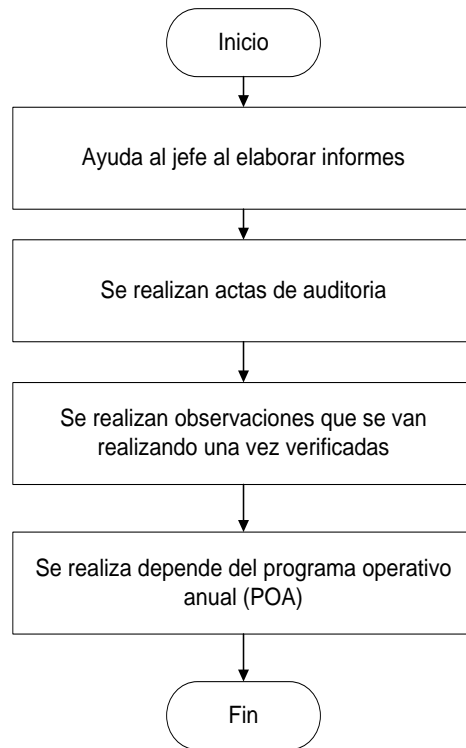 Inicio
Ayuda al jefe al elaborar informes
Se realizan actas de auditoria
Se realizan observaciones que se van
realizando una vez verificadas
Se realiza depende del programa operativo
anual (POA)
Fin